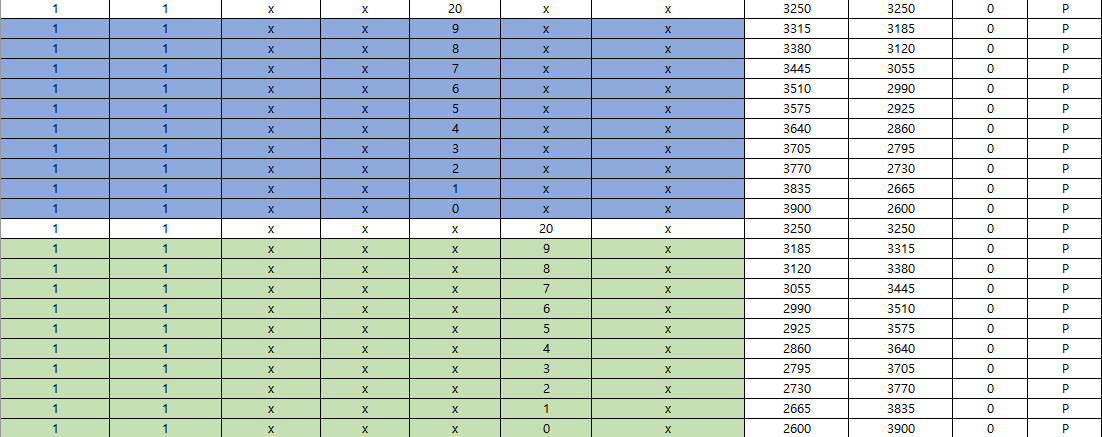 1 1 x x 20 x x 3250 3250 0 P
1 1 x x 9 x x 3315 3185 0 P
1 1 x x 8 x x 3380 3120 0 P
1 1 x x 7 x x 3445 3055 0 P
1 1 x x 6 x x 3510 2990 0 P
1 1 x x 5 x x 3575 2925 0 P
1 1 x x 4 x x 3640 2860 0 P
1 1 x x 3 x x 3705 2795 0 P
1 1 x x 2 x x 3770 2730 0 P
1 1 x x 1 x x 3835 2665 0 P
1 1 x x 0 x x 3900 2600 0 P
1 1 x x x 20 x 3250 3250 0 P
1 1 x x x 9 x 3185 3315 0 P
1 1 x x x 8 x 3120 3380 0 P
1 1 x x x 7 x 3055 3445 0 P
1 1 x x x 6 x 2990 3510 0 P
1 1 x x x 5 x 2925 3575 0 P
1 1 x x x 4 x 2860 3640 0 P
1 1 x x x 3 x 2795 3705 0 P
1 1 x x x 2 x 2730 3770 0 P
1 1 x x x 1 x 2665 3835 0 P
1 1 x x x 0 x 2600 3900 0 P